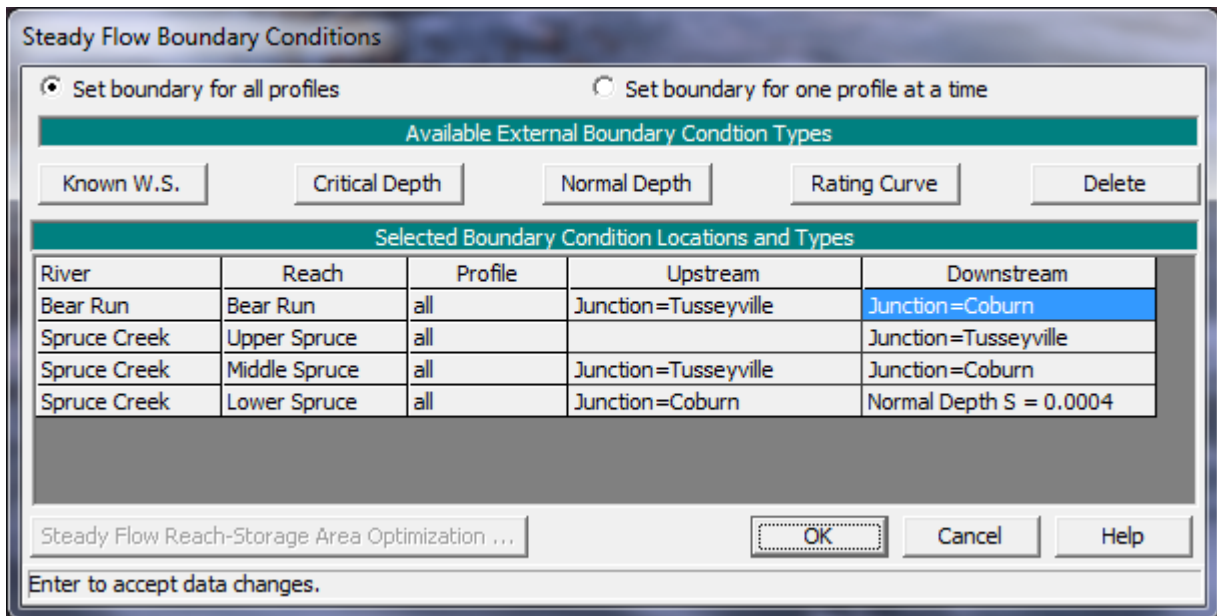 Steady Flow Boundary Conditions
Set boundary for all profiles Set boundary for one profile at a time
Available External Boundary Condtion Types
Known W.S. Critical Depth Normal Depth Rating Curve Delete
Selected Boundary Condition Locations and Types
River Reach Profile Upstream Downstream
Bear Run Bear Run all Junction=Tusseyville Junction=Coburn
Spruce Creek Upper Spruce all Junction=Tusseyville
Spruce Creek Middle Spruce all Junction=Tusseyville Junction=Coburn
Spruce Creek Lower Spruce all Junction=Coburn Normal Depth S = 0.0004
Steady Flow Reach-Storage Area Optimization ... OK Cancel Help
Enter to accept data changes.